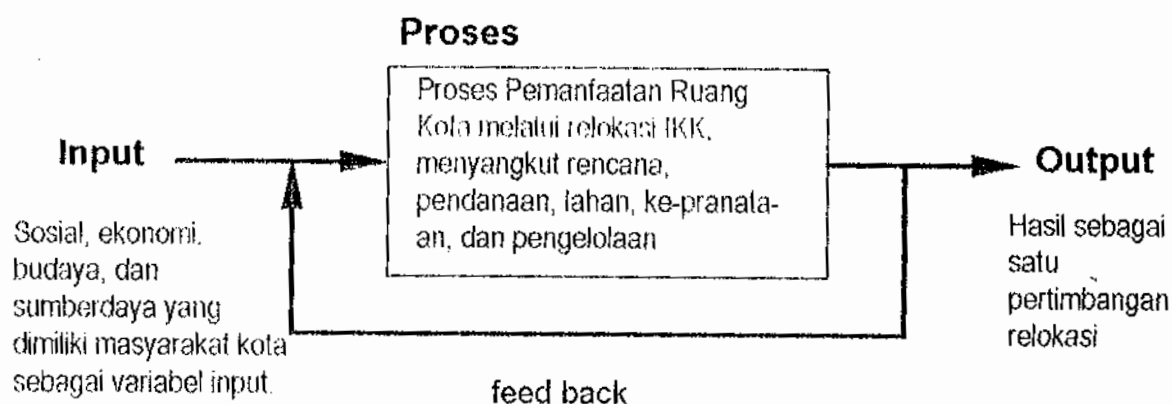 Proses
Proses Pemanfaatan Ruang
Kota melalui relokasi IKK,
menyangkut rencana,
pendanaan, lahan, ke-pranata-
an, dan pengelolaan
Input
Sosial, ekonomi,
budaya, dan
sumberdaya yang
dimiliki masyarakat kota
sebagai variabel input.
Output
Hasil sebagai
satu
pertimbangan
relokasi
feed back